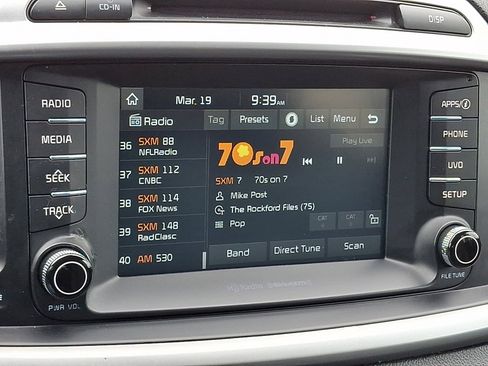 CD-IN
DISP
RADIO
MEDIA
SEEK
TRACK
PWR VOL
Mar. 19
9:39AM
Radio
Tag
Presets
List
Menu
36 SXM 88
NFLRadio
37 SXM 112
CNBC
38 SXM 114
FOX News
39 SXM 148
RadClasc
40 AM 530
Play Live
70s on 7
SXM 7 70s on 7
Mike Post
The Rockford Files (75)
Pop
CAT
CAT
Band
Direct Tune
Scan
HD Radio
APPS/
PHONE
UVO
SETUP
FILE TUNE